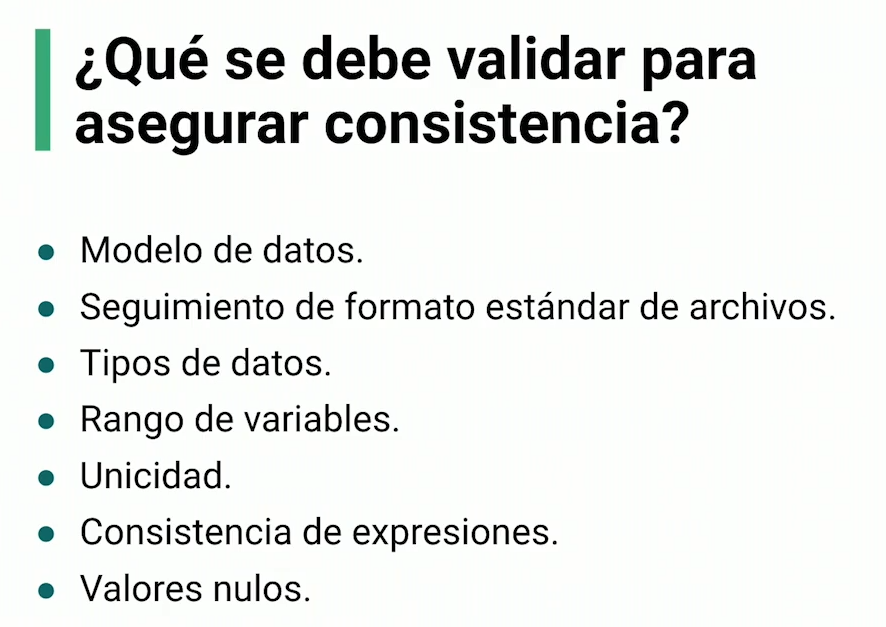 ¿Qué se debe validar para
asegurar consistencia?
• Modelo de datos.
• Seguimiento de formato estándar de archivos.
• Tipos de datos.
• Rango de variables.
• Unicidad.
• Consistencia de expresiones.
• Valores nulos.